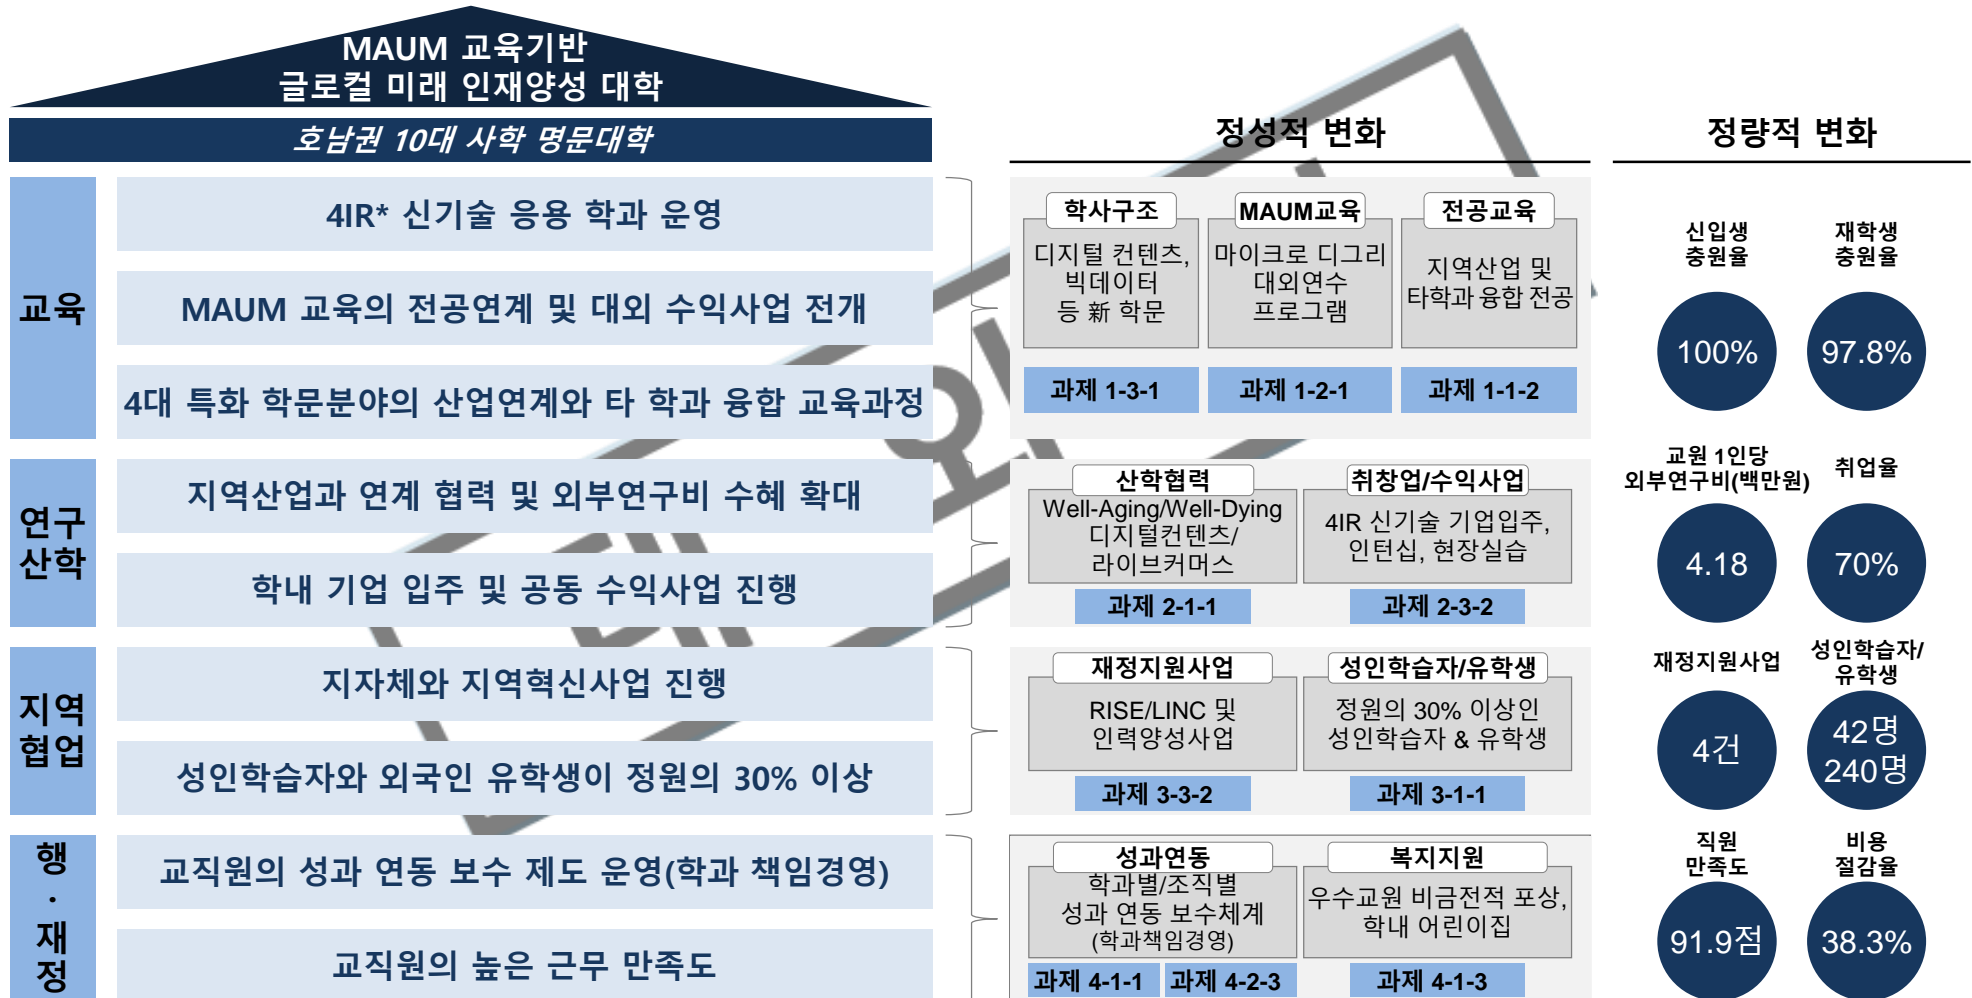 MAUM 교육기반
글로컬 미래 인재양성 대학
호남권 10대 사학 명문대학
정성적 변화
정량적 변화
교육
4IR* 신기술 응용 학과 운영
MAUM 교육의 전공연계 및 대외 수익사업 전개
4대 특화 학문분야의 산업연계와 타 학과 융합 교육과정
학사구조
디지털 컨텐츠,
빅데이터
등 新 학문
과제 1-3-1
MAUM교육
마이크로 디그리
대외연수
프로그램
과제 1-2-1
전공교육
지역산업 및
타학과 융합 전공
과제 1-1-2
신입생
충원율
100%
재학생
충원율
97.8%
연구
산학
지역산업과 연계 협력 및 외부연구비 수혜 확대
학내 기업 입주 및 공동 수익사업 진행
산학협력
Well-Aging/Well-Dying
디지털컨텐츠/
라이브커머스
과제 2-1-1
취창업/수익사업
4IR 신기술 기업입주,
인턴십, 현장실습
과제 2-3-2
교원 1인당
외부연구비(백만원)
4.18
취업율
70%
지역
협업
지자체와 지역혁신사업 진행
성인학습자와 외국인 유학생이 정원의 30% 이상
재정지원사업
RISE/LINC 및
인력양성사업
과제 3-3-2
성인학습자/유학생
정원의 30% 이상인
성인학습자 & 유학생
과제 3-1-1
재정지원사업
4건
성인학습자/
유학생
42명
240명
행
·
재
정
교직원의 성과 연동 보수 제도 운영(학과 책임경영)
교직원의 높은 근무 만족도
성과연동
학과별/조직별
성과 연동 보수체계
(학과책임경영)
과제 4-1-1
과제 4-2-3
복지지원
우수교원 비금전적 포상,
학내 어린이집
과제 4-1-3
직원
만족도
91.9점
비용
절감율
38.3%